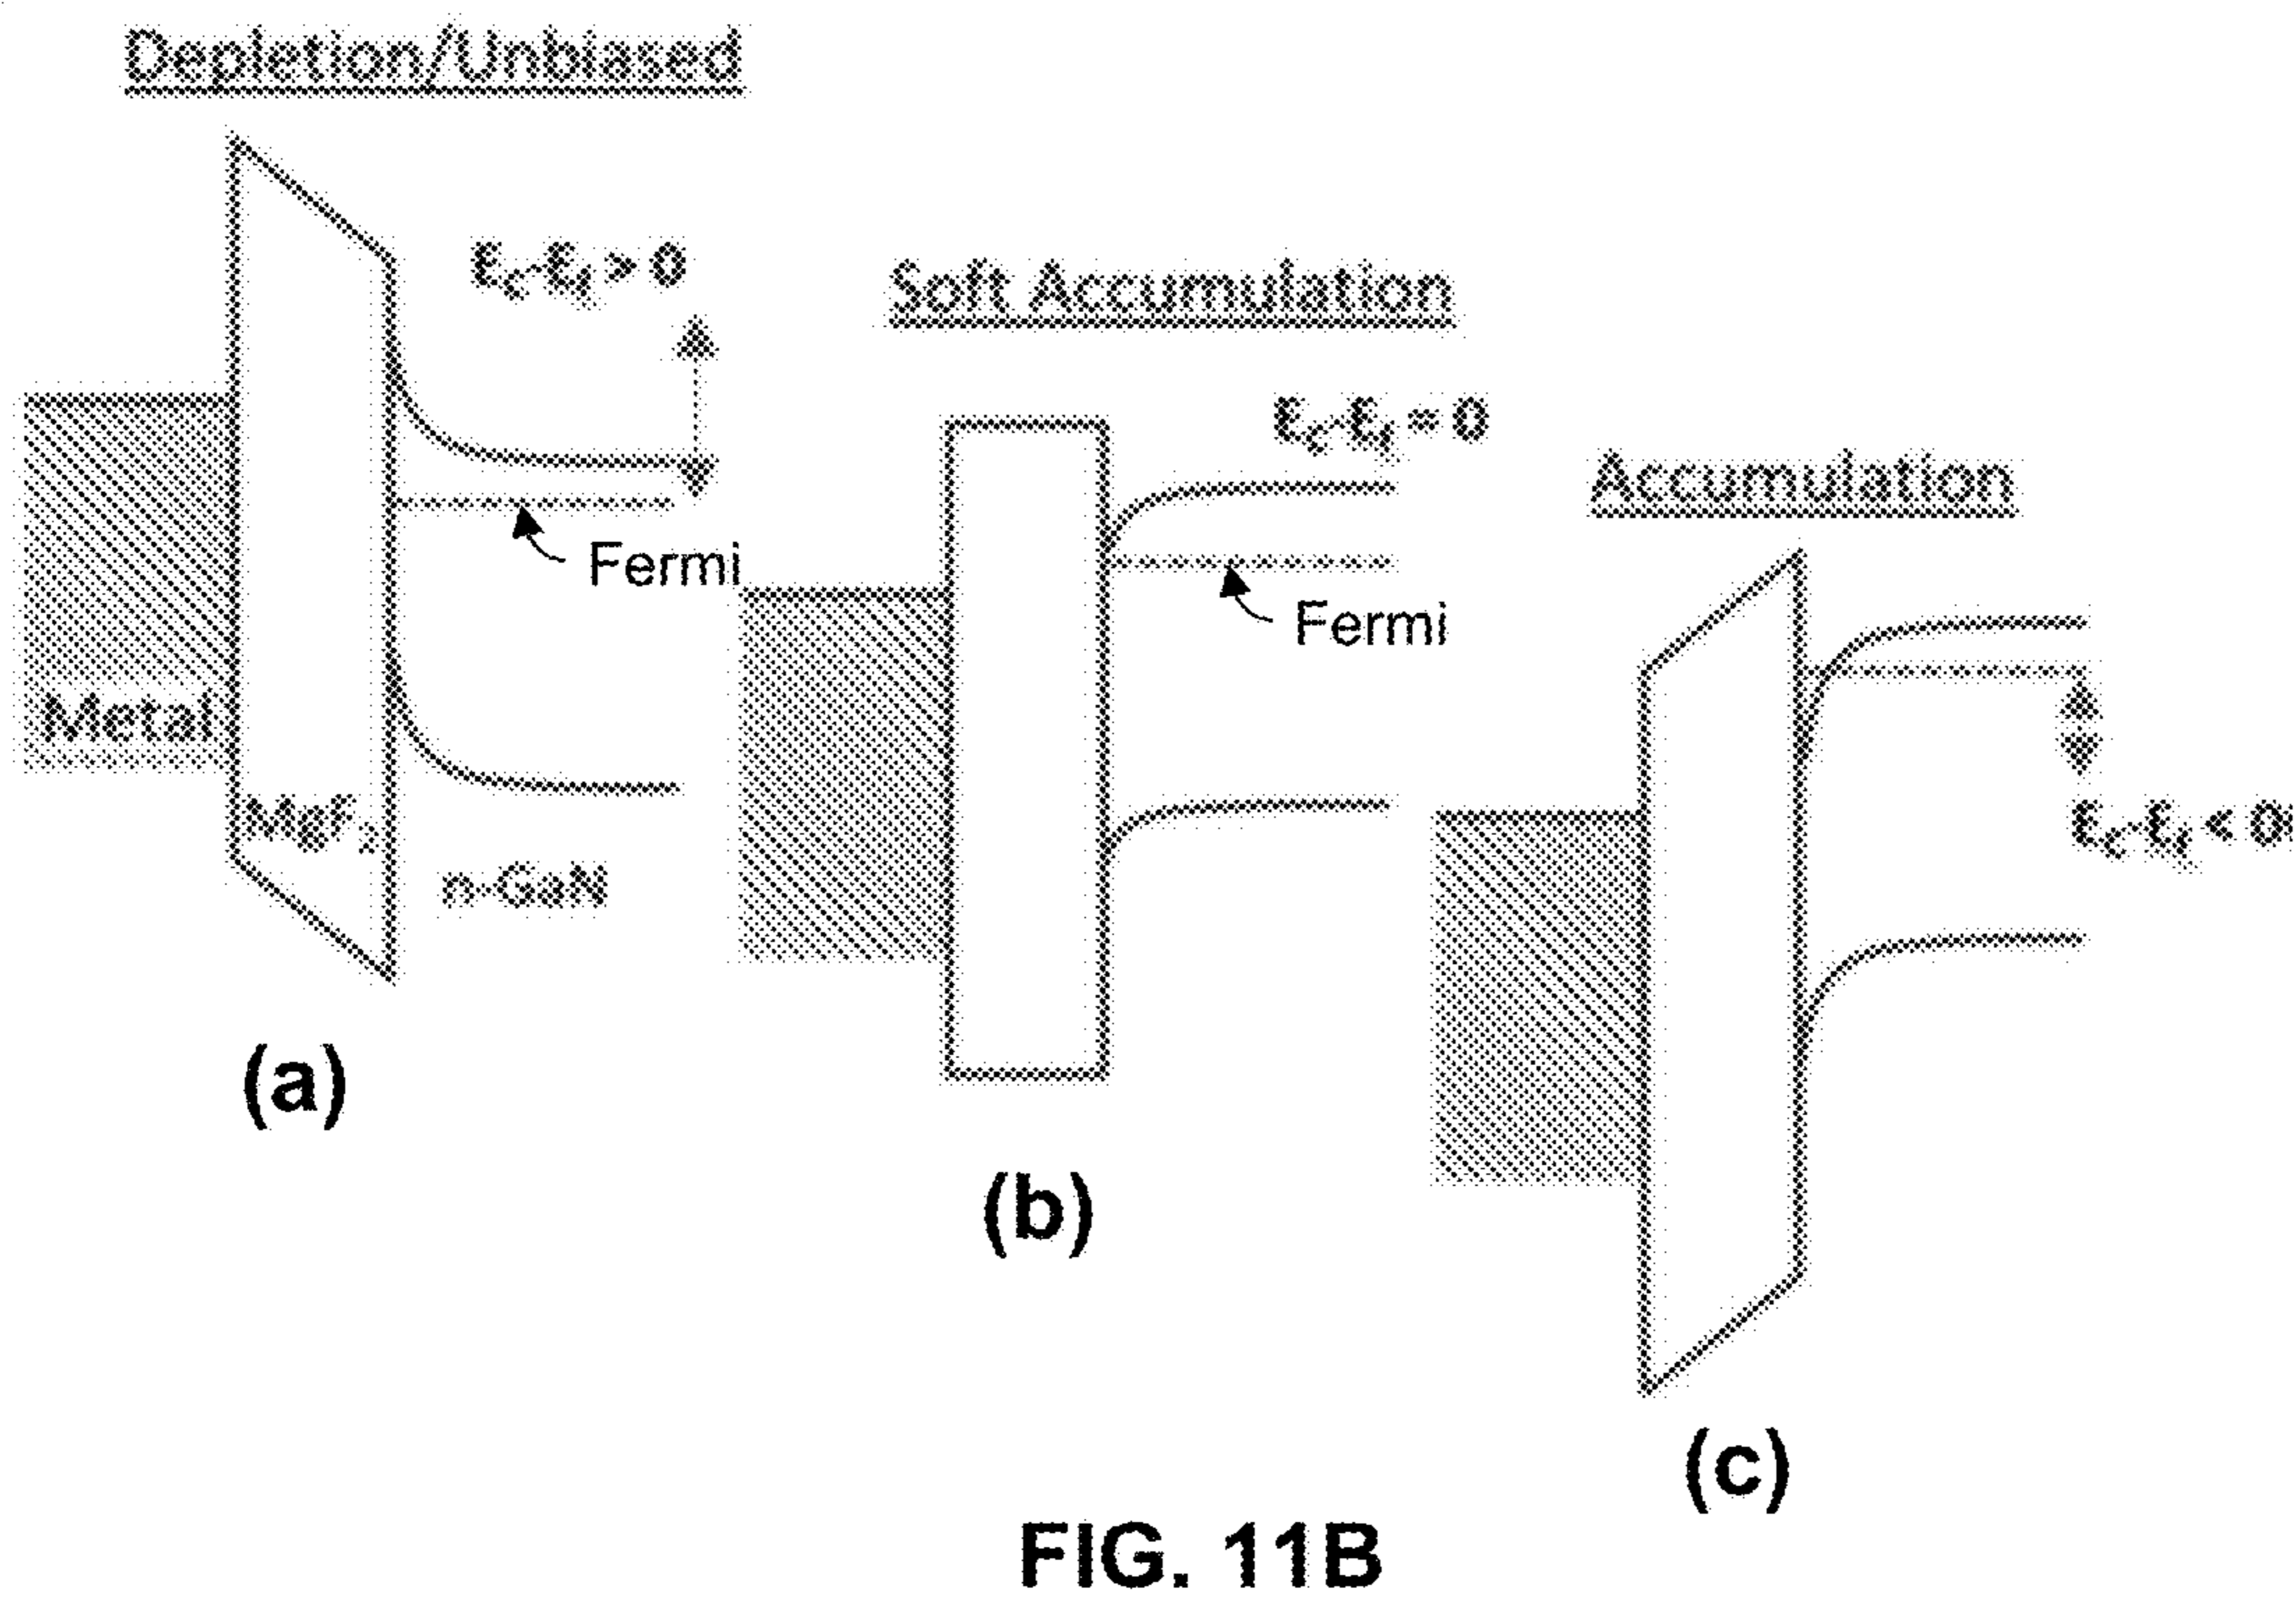 Depletion/Unbiased
Ec-Ef > 0
Fermi
Metal
MgF2
n-GaN
(a)
Soft Accumulation
Ec-Ef = 0
Fermi
(b)
Accumulation
Ec-Ef < 0
(c)
FIG. 11B